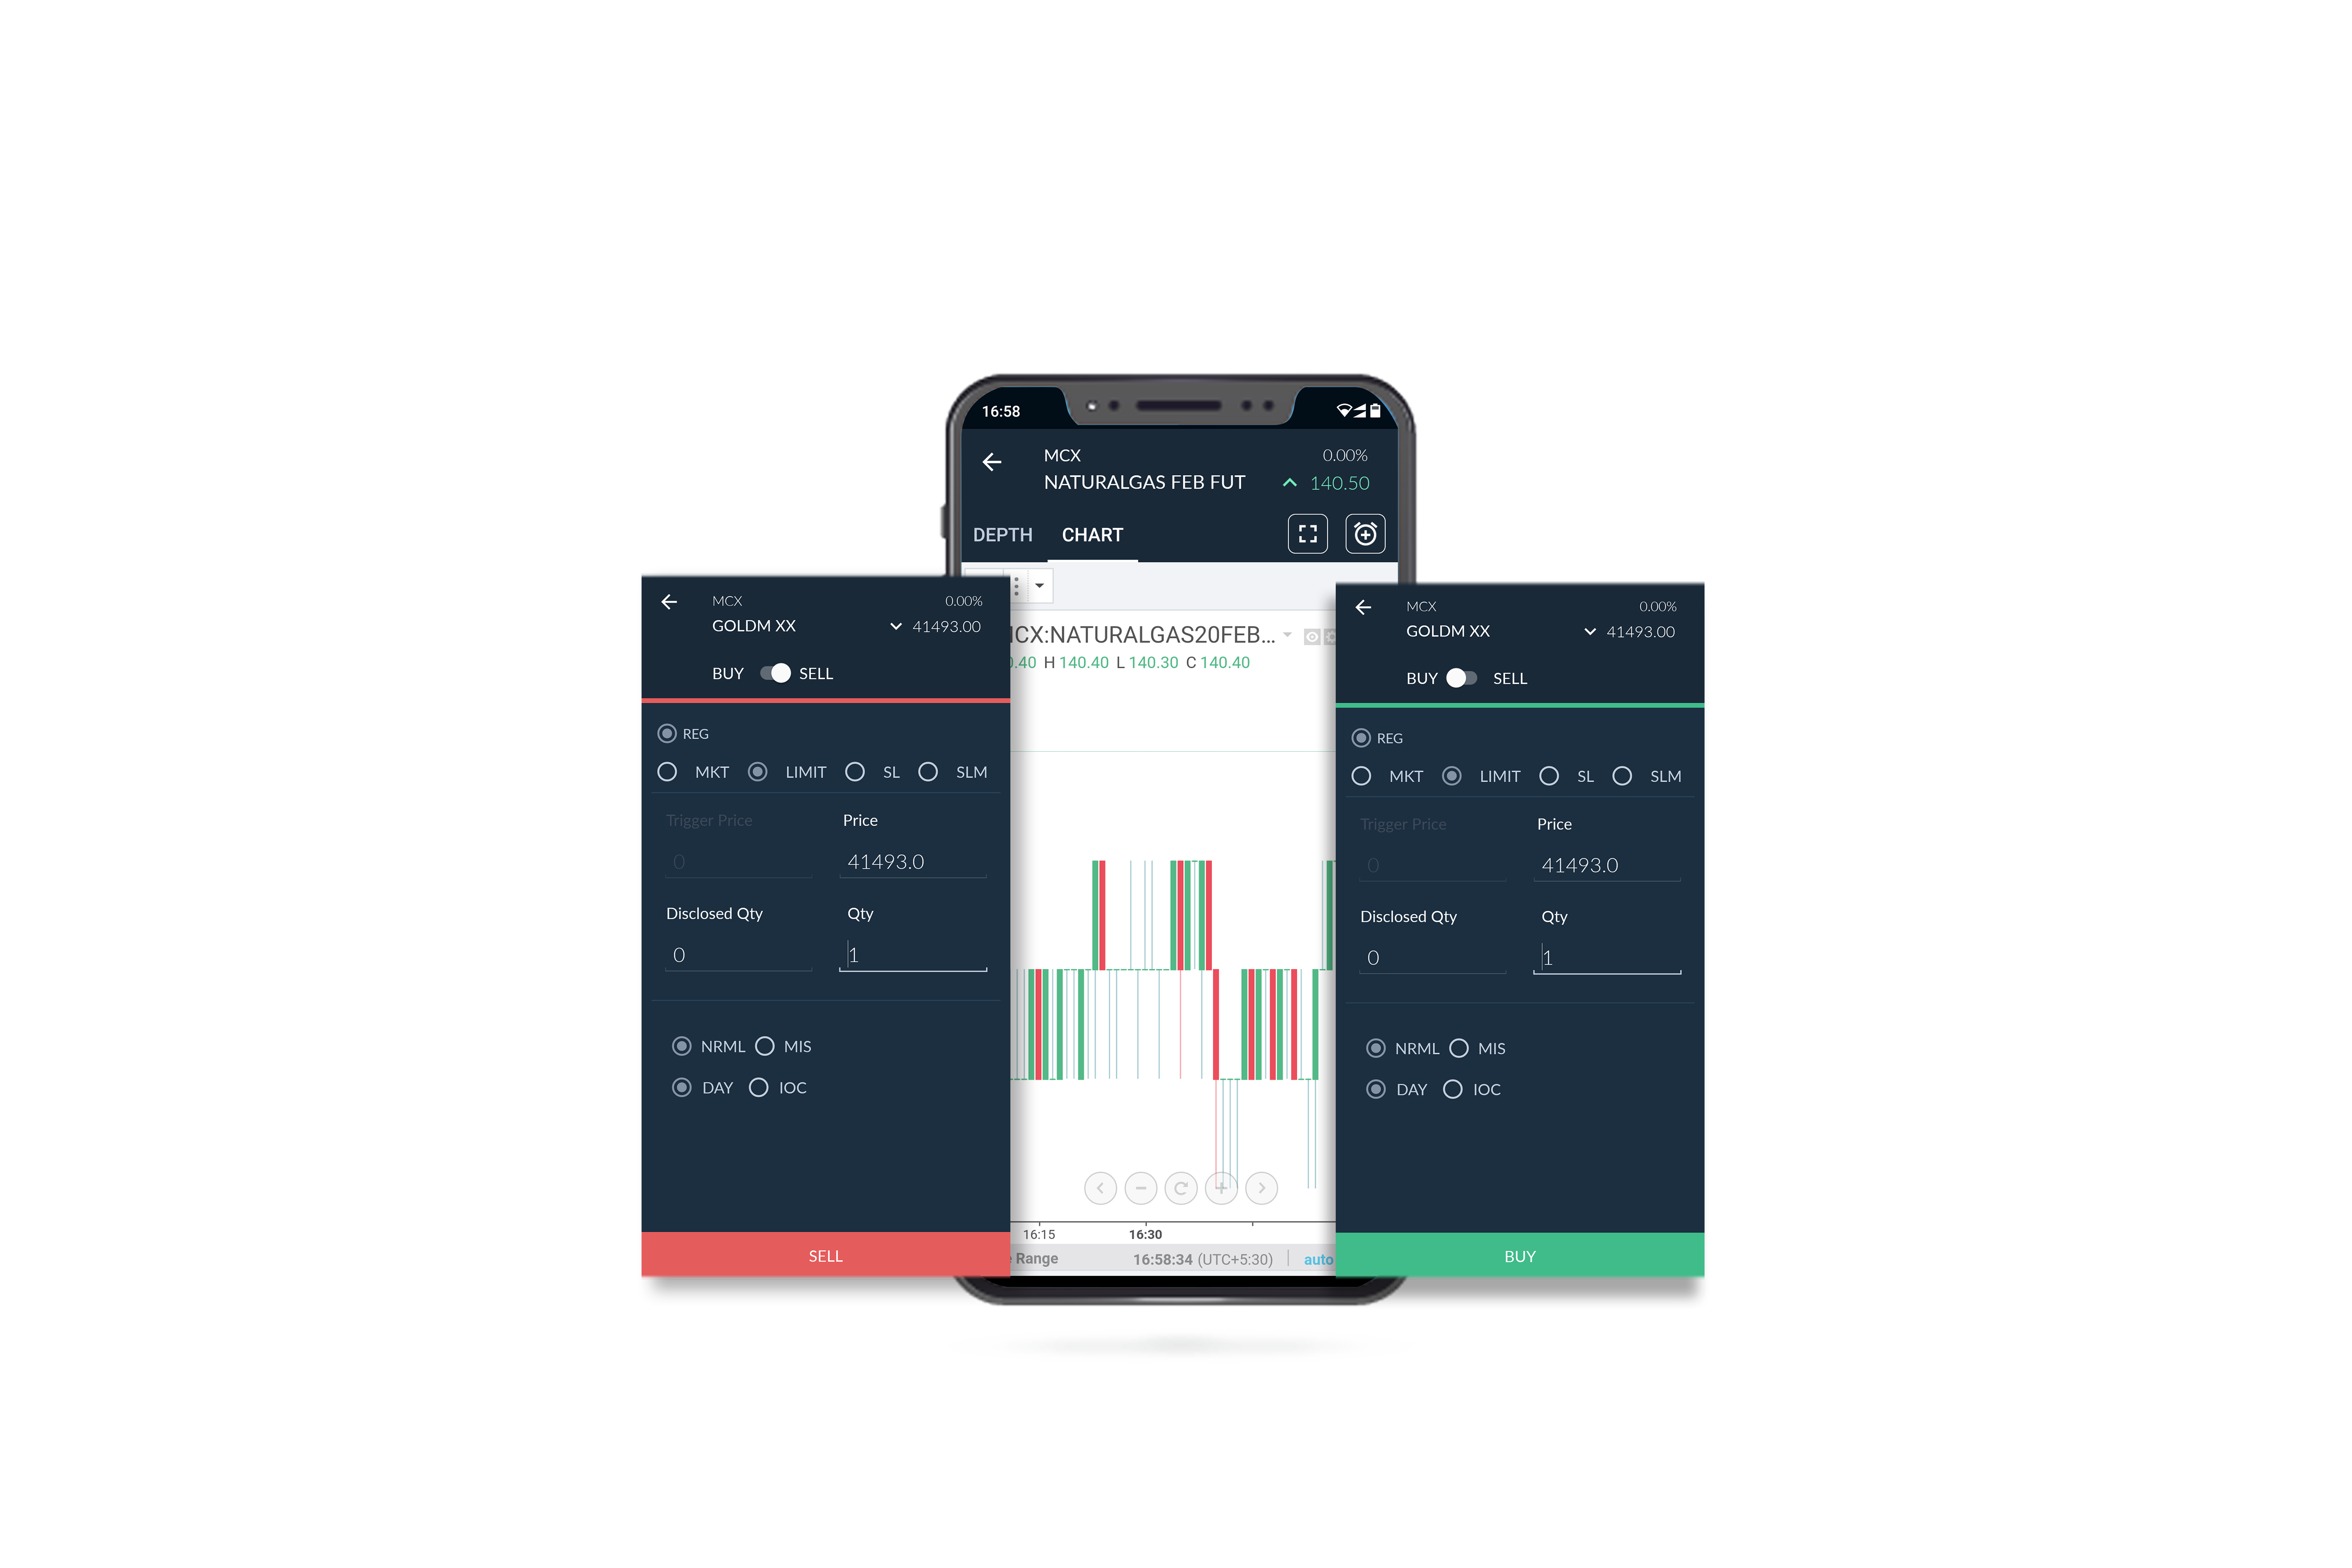 16:58
MCX 0.00%
NATURALGAS FEB FUT 140.50
DEPTH CHART
MCX 0.00%
GOLDM XX 41493.00
BUY SELL
REG
MKT LIMIT SL SLM
Trigger Price Price
0 41493.0
Disclosed Qty Qty
0 1
NRML MIS
DAY IOC
SELL
CX:NATURALGAS20FEB...
.40 H 140.40 L 140.30 C 140.40
16:15 16:30
Range 16:58:34 (UTC+5:30) auto
MCX 0.00%
GOLDM XX 41493.00
BUY SELL
REG
MKT LIMIT SL SLM
Trigger Price Price
0 41493.0
Disclosed Qty Qty
0 1
NRML MIS
DAY IOC
BUY